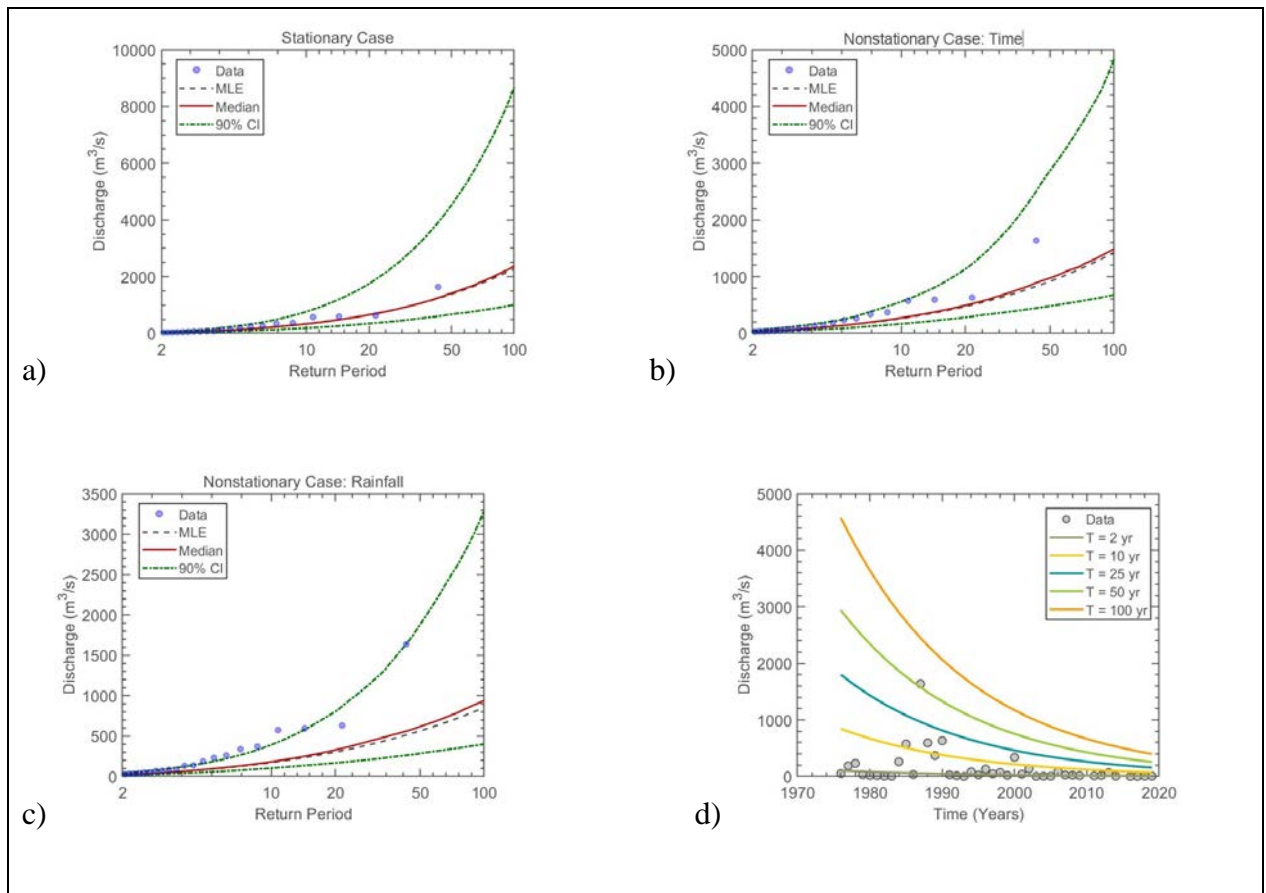 Stationary Case
10000
8000
6000
4000
2000
0
Discharge (m³/s)
Data
MLE
Median
90% CI
2
10
20
50
100
Return Period
a)
Nonstationary Case: Time
5000
4000
3000
2000
1000
0
Discharge (m³/s)
Data
MLE
Median
90% CI
2
10
20
50
100
Return Period
b)
Nonstationary Case: Rainfall
3500
3000
2500
2000
1500
1000
500
0
Discharge (m³/s)
Data
MLE
Median
90% CI
2
10
20
50
100
Return Period
c)
5000
4000
3000
2000
1000
0
Discharge (m³/s)
Data
T = 2 yr
T = 10 yr
T = 25 yr
T = 50 yr
T = 100 yr
1970
1980
1990
2000
2010
2020
Time (Years)
d)